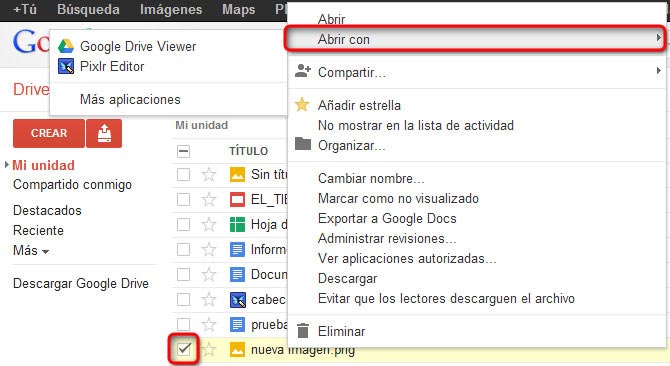 +Tú Búsqueda Imágenes Maps
Drive
CREAR
Mi unidad
Compartido conmigo
Destacados
Reciente
Más
Descargar Google Drive
Google Drive Viewer
Pixlr Editor
Más aplicaciones
Mi unidad
TÍTULO
Sin tít
EL_TIE
Hoja d
Informe
Docum
cabec
prueba
nueva imagen.png
Abrir
Abrir con
Compartir...
Añadir estrella
No mostrar en la lista de actividad
Organizar...
Cambiar nombre...
Marcar como no visualizado
Exportar a Google Docs
Administrar revisiones...
Ver aplicaciones autorizadas...
Descargar
Evitar que los lectores descarguen el archivo
Eliminar